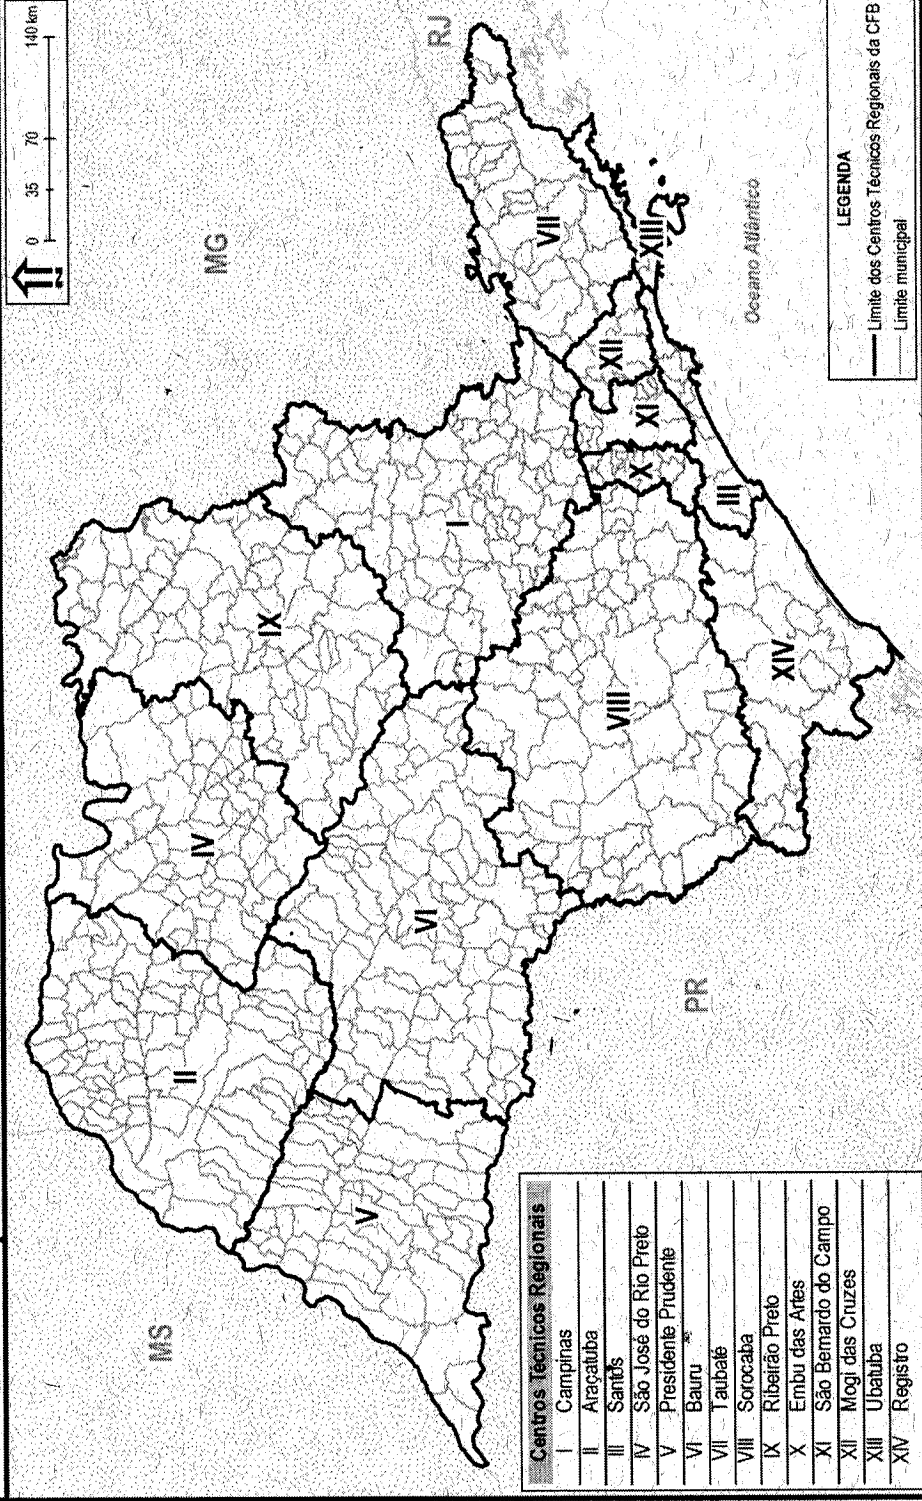 0 35 70 140 km
N
MG
RJ
MS
PR
Oceano Atlântico
I
II
III
IV
V
VI
VII
VIII
IX
X
XI
XII
XIII
XIV
LEGENDA
Limite dos Centros Técnicos Regionais da CFB
Limite municipal
Centros Técnicos Regionais
I Campinas
II Araçatuba
III Santos
IV São José do Rio Preto
V Presidente Prudente
VI Bauru
VII Taubaté
VIII Sorocaba
IX Ribeirão Preto
X Embu das Artes
XI São Bernardo do Campo
XII Mogi das Cruzes
XIII Ubatuba
XIV Registro